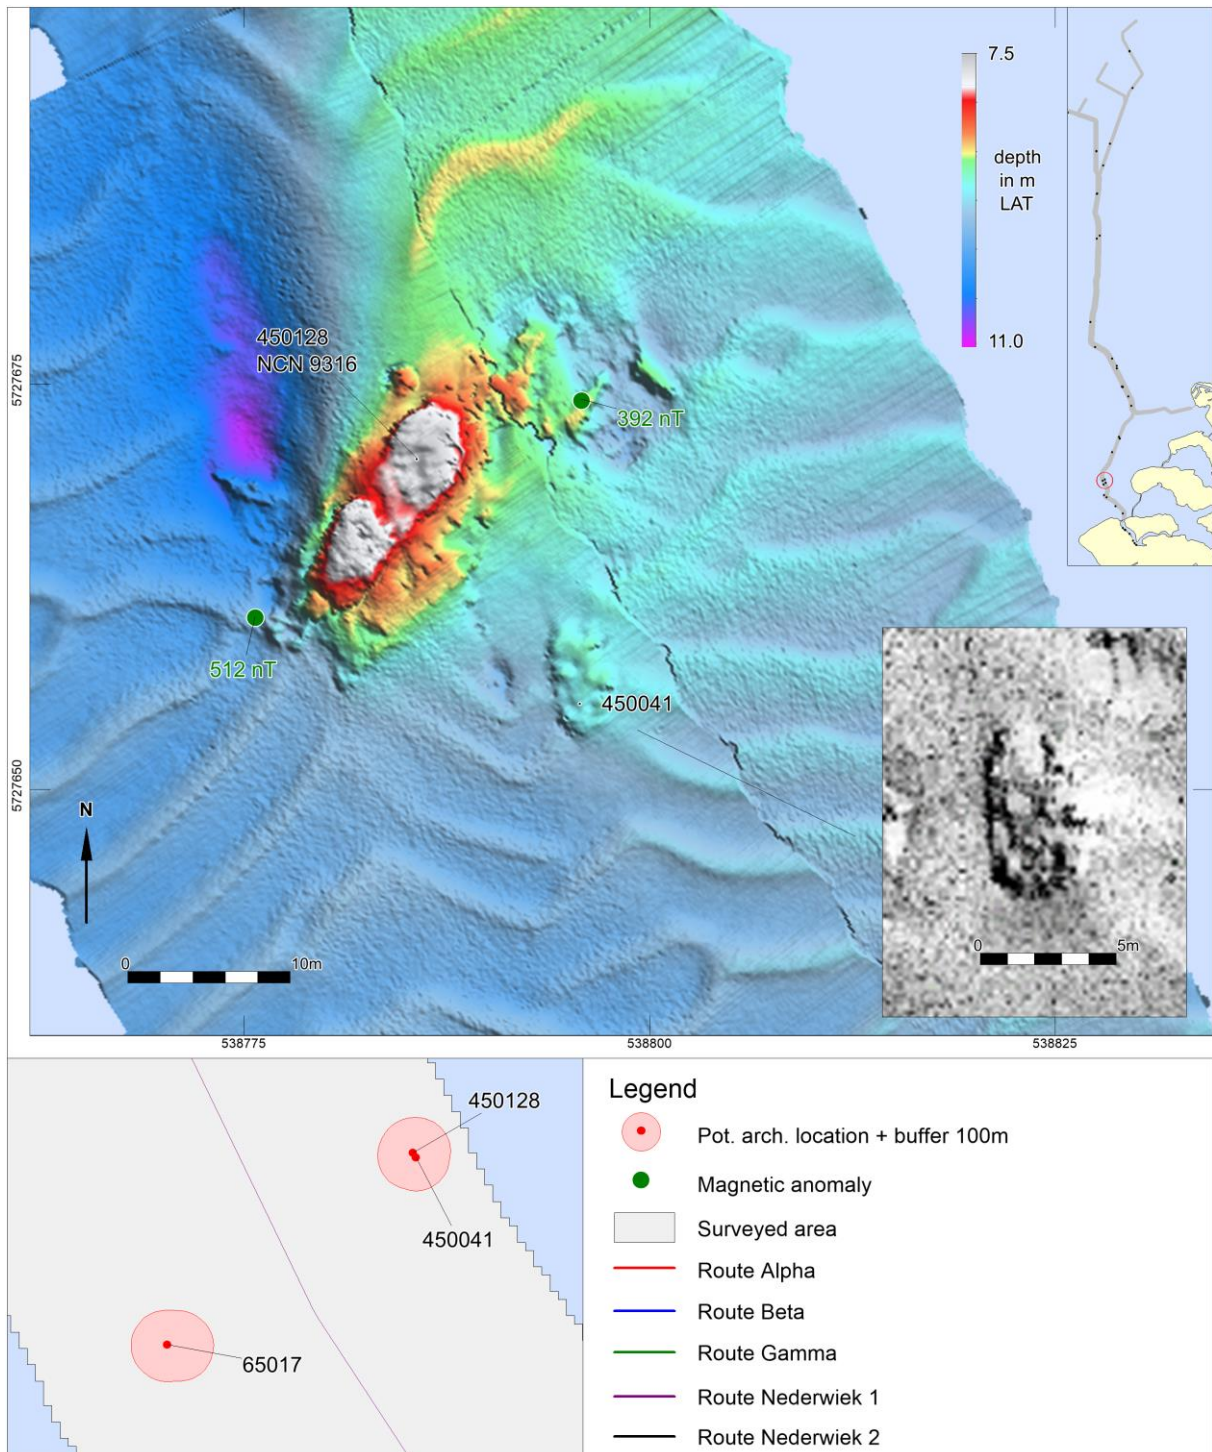 7.5
depth
in m
LAT
11.0
450128
NCN 9316
392 nT
512 nT
450041
5727675
5727650
N
0 10m
0 5m
538775 538800 538825
450128
450041
65017
Legend
Pot. arch. location + buffer 100m
Magnetic anomaly
Surveyed area
Route Alpha
Route Beta
Route Gamma
Route Nederwiek 1
Route Nederwiek 2